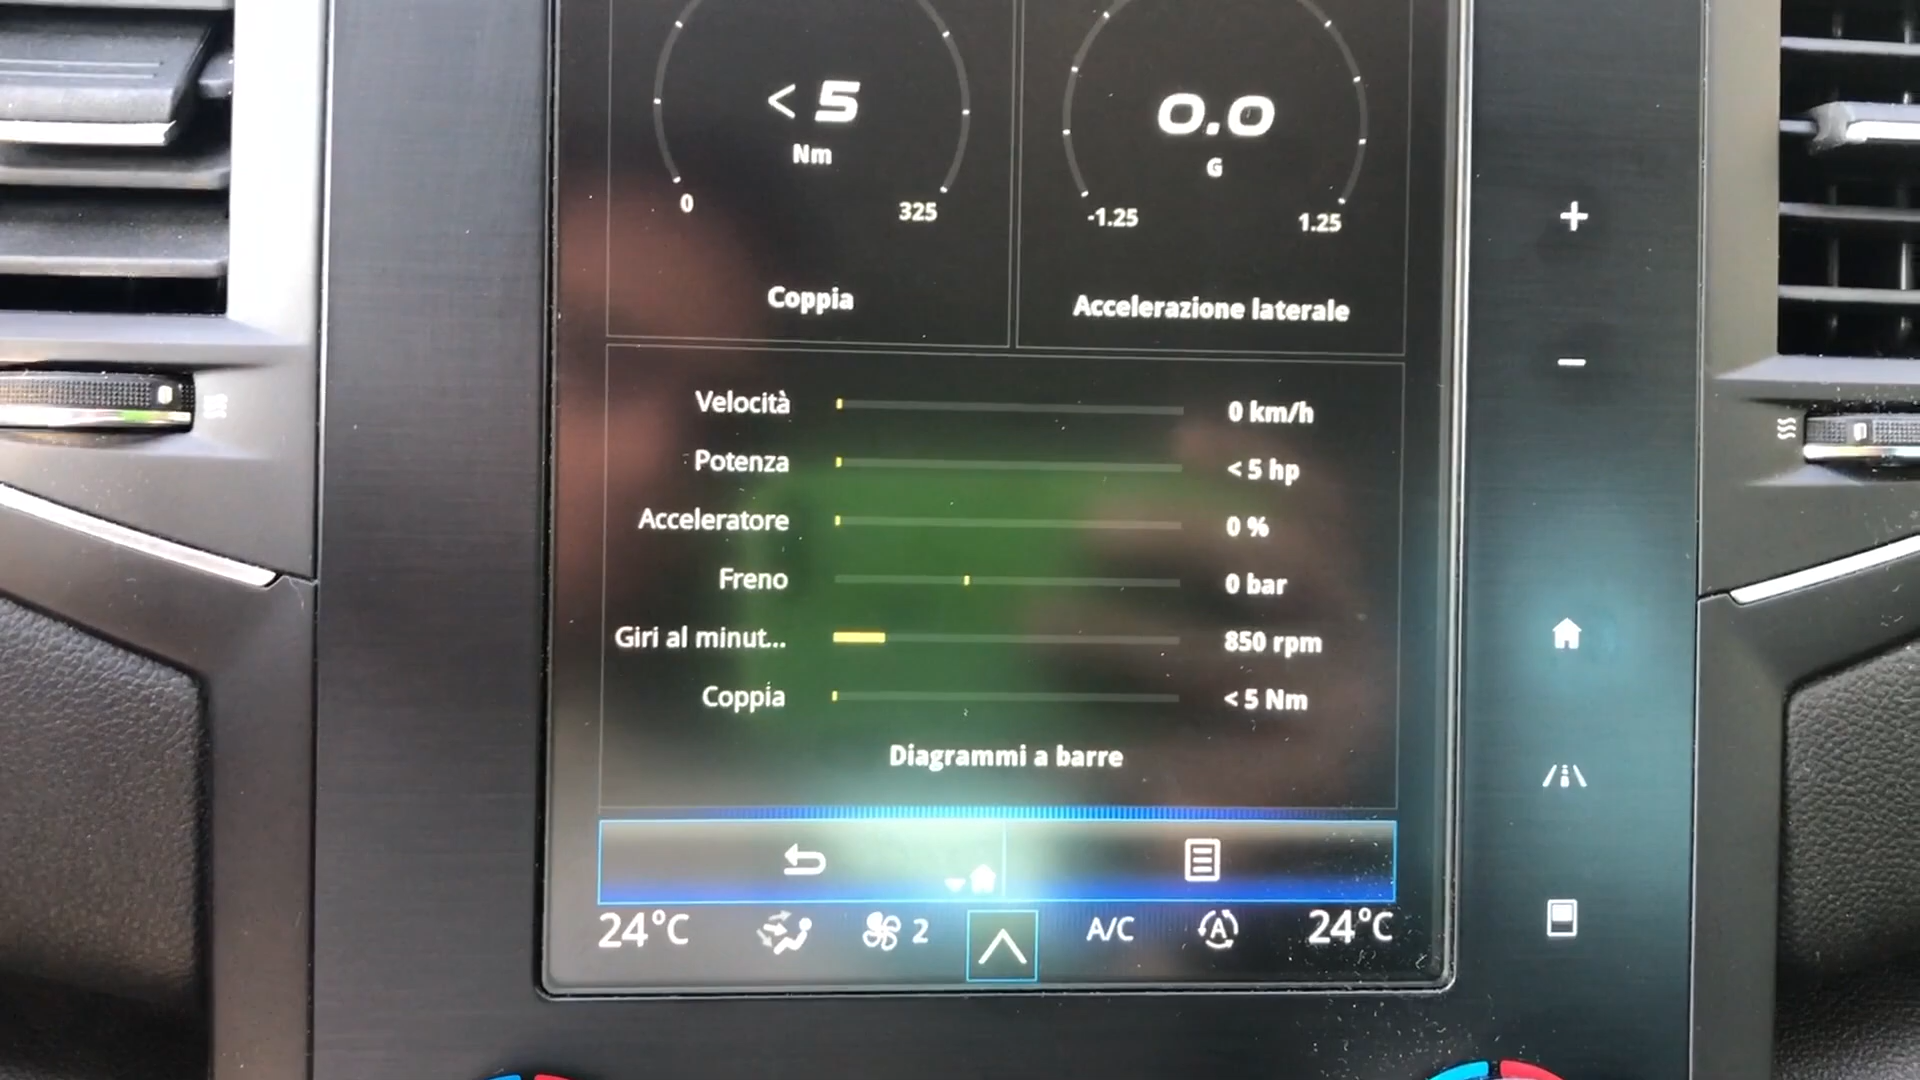 < 5
Nm
0
325
Coppia
0.0
G
-1.25
1.25
Accelerazione laterale
Velocità 0 km/h
Potenza < 5 hp
Acceleratore 0 %
Freno 0 bar
Giri al minut... 850 rpm
Coppia < 5 Nm
Diagrammi a barre
24°C 2 A/C A 24°C